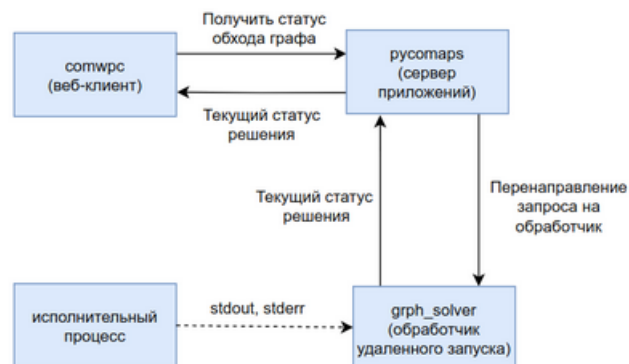 Получить статус
обхода графа
comwpc
(веб-клиент)
pycomaps
(сервер
приложений)
Текущий статус
решения
Текущий статус
решения
Перенаправление
запроса на
обработчик
исполнительный
процесс
stdout, stderr
grph_solver
(обработчик
удаленного запуска)